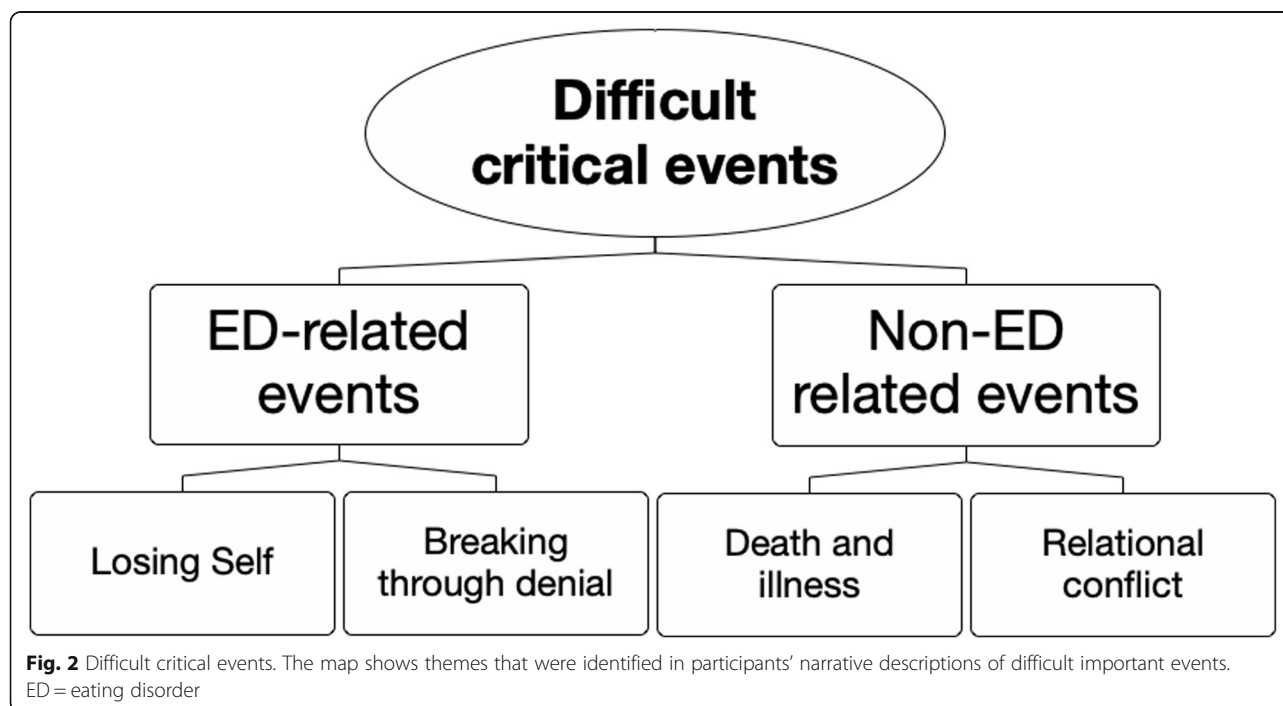 Difficult
critical events
ED-related
events
Non-ED
related events
Losing Self
Breaking
through denial
Death and
illness
Relational
conflict
Fig. 2 Difficult critical events. The map shows themes that were identified in participants’ narrative descriptions of difficult important events.
ED = eating disorder